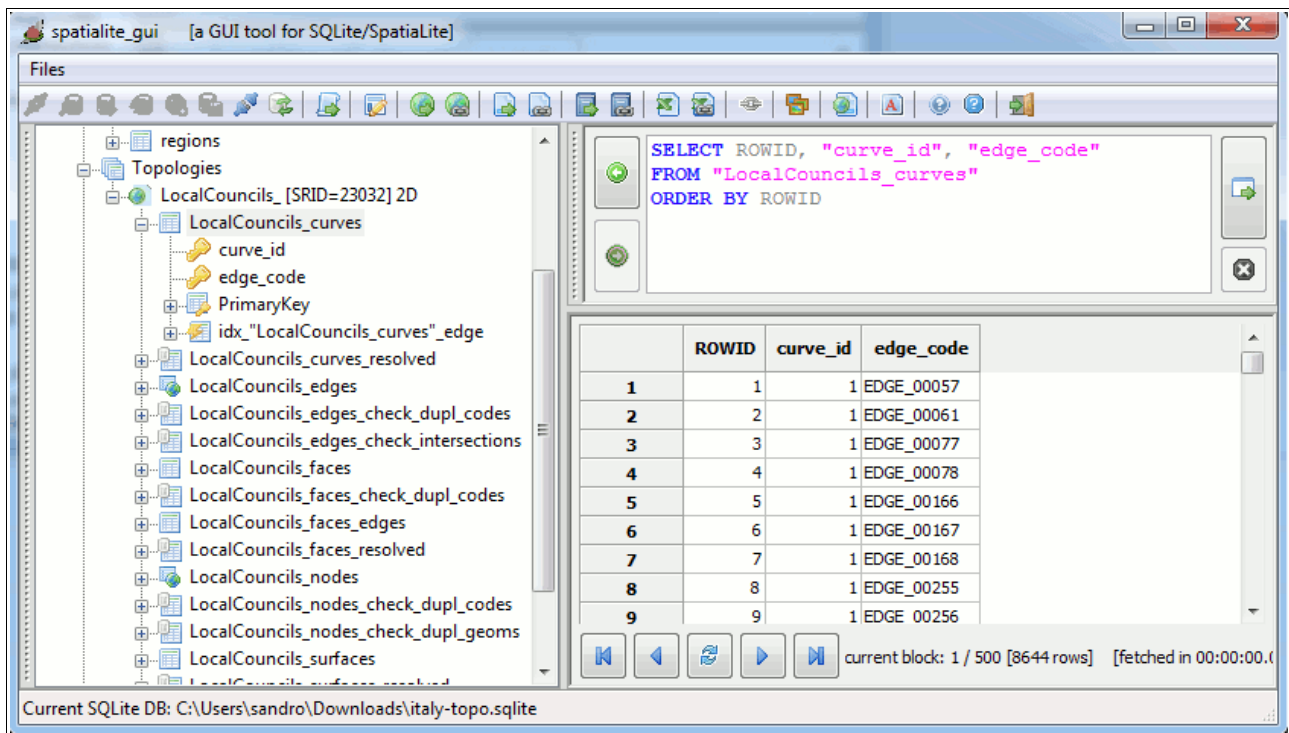 spatialite_gui [a GUI tool for SQLite/SpatiaLite]
Files
regions
Topologies
LocalCouncils_ [SRID=23032] 2D
LocalCouncils_curves
curve_id
edge_code
PrimaryKey
idx_"LocalCouncils_curves"_edge
LocalCouncils_curves_resolved
LocalCouncils_edges
LocalCouncils_edges_check_dupl_codes
LocalCouncils_edges_check_intersections
LocalCouncils_faces
LocalCouncils_faces_check_dupl_codes
LocalCouncils_faces_edges
LocalCouncils_faces_resolved
LocalCouncils_nodes
LocalCouncils_nodes_check_dupl_codes
LocalCouncils_nodes_check_dupl_geoms
LocalCouncils_surfaces
SELECT ROWID, "curve_id", "edge_code"
FROM "LocalCouncils_curves"
ORDER BY ROWID
ROWID curve_id edge_code
1 1 1 EDGE_00057
2 2 1 EDGE_00061
3 3 1 EDGE_00077
4 4 1 EDGE_00078
5 5 1 EDGE_00166
6 6 1 EDGE_00167
7 7 1 EDGE_00168
8 8 1 EDGE_00255
9 9 1 EDGE_00256
current block: 1 / 500 [8644 rows] [fetched in 00:00:00.
Current SQLite DB: C:\Users\sandro\Downloads\italy-topo.sqlite